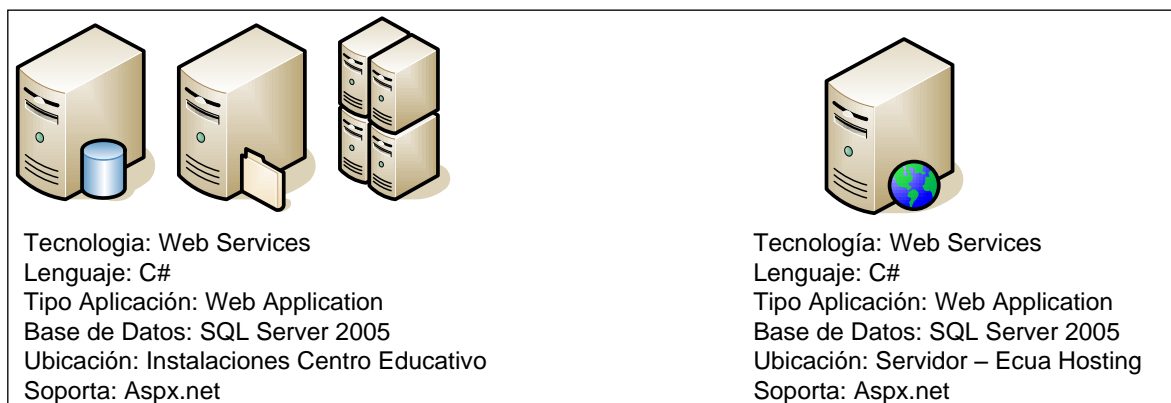 Tecnologia: Web Services
Lenguaje: C#
Tipo Aplicación: Web Application
Base de Datos: SQL Server 2005
Ubicación: Instalaciones Centro Educativo
Soporta: Aspx.net
Tecnología: Web Services
Lenguaje: C#
Tipo Aplicación: Web Application
Base de Datos: SQL Server 2005
Ubicación: Servidor – Ecua Hosting
Soporta: Aspx.net